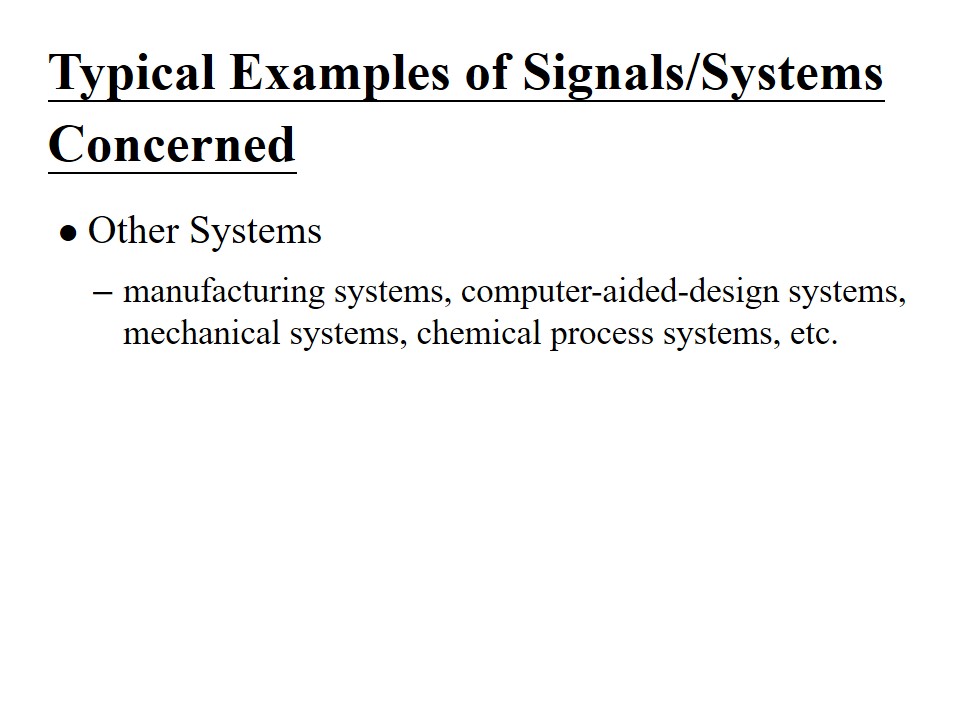 Typical Examples of Signals/Systems
Concerned
● Other Systems
– manufacturing systems, computer-aided-design systems,
mechanical systems, chemical process systems, etc.